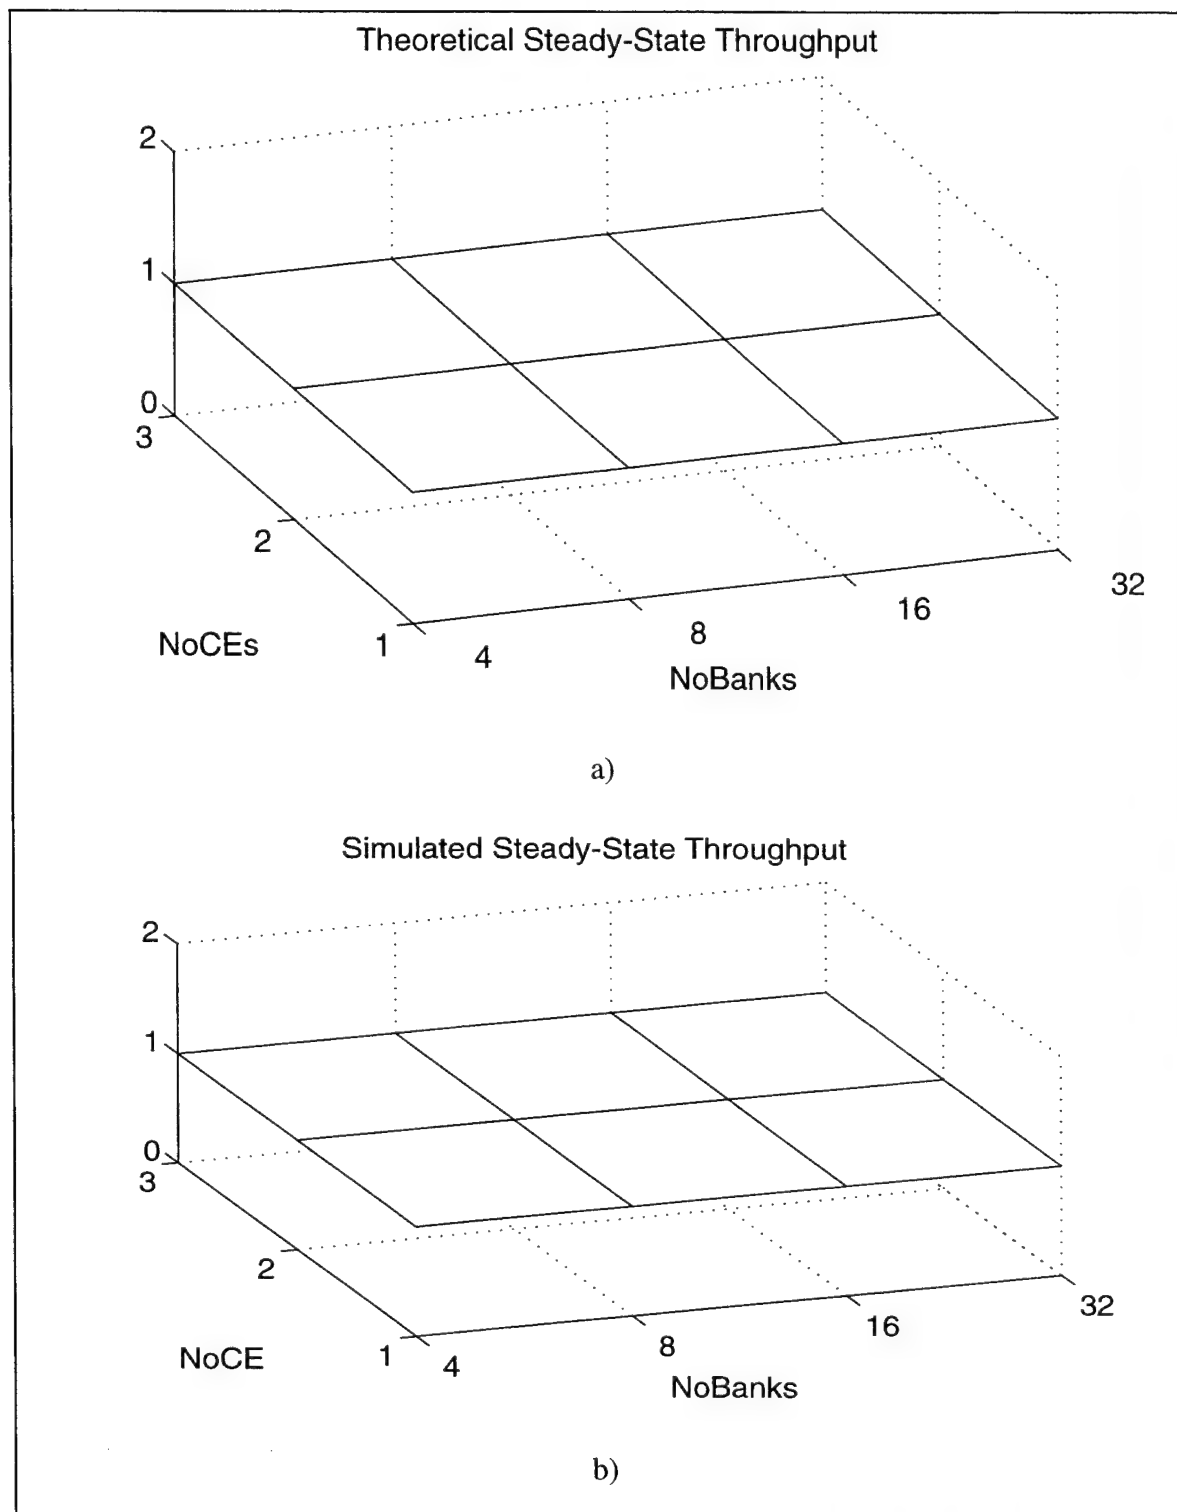 Theoretical Steady-State Throughput
2
1
0
3
2
1
NoCEs
4
8
16
32
NoBanks
a)
Simulated Steady-State Throughput
2
1
0
3
2
1
NoCE
4
8
16
32
NoBanks
b)